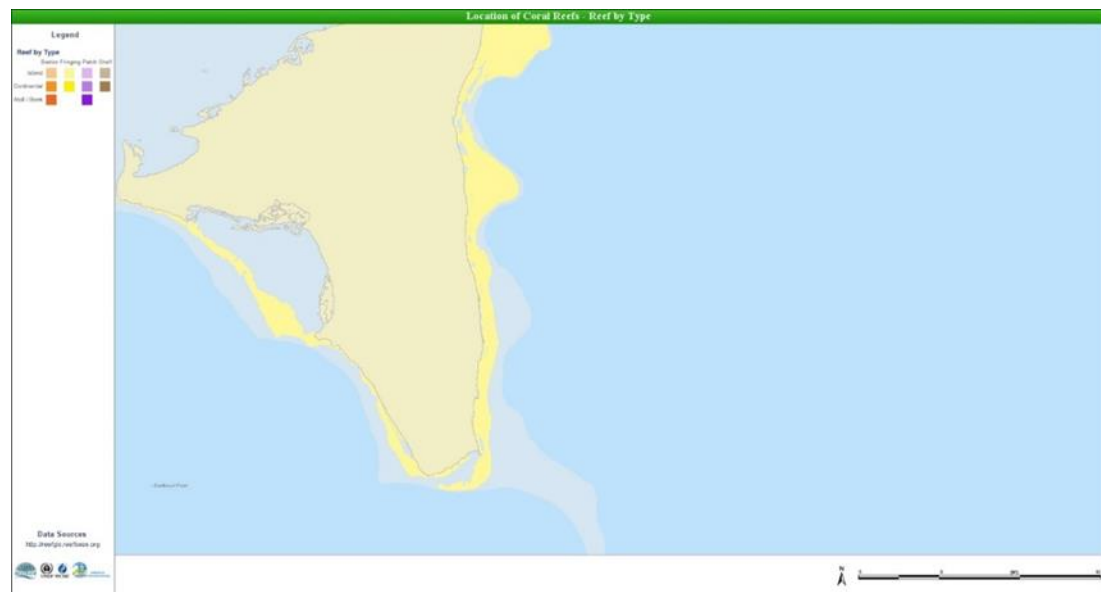 Location of Coral Reefs - Reef by Type
Legend
Reef by Type
Barrier Fringing Patch Shelf
Island
Continental
Atoll / Bank
Data Sources
http://reefgis.reefbase.org
N